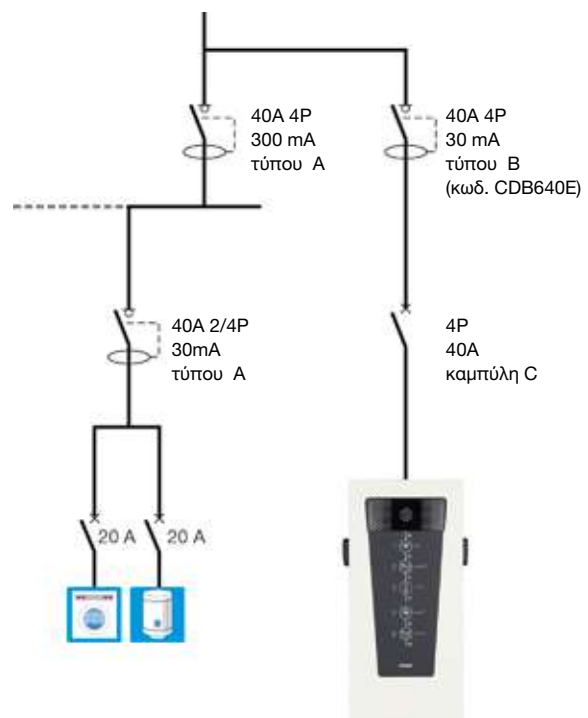 40A 4P
300 mA
τύπου A
40A 4P
30 mA
τύπου B
(κωδ. CDB640E)
40A 2/4P
30mA
τύπου A
4P
40A
καμπύλη C
20 A
20 A